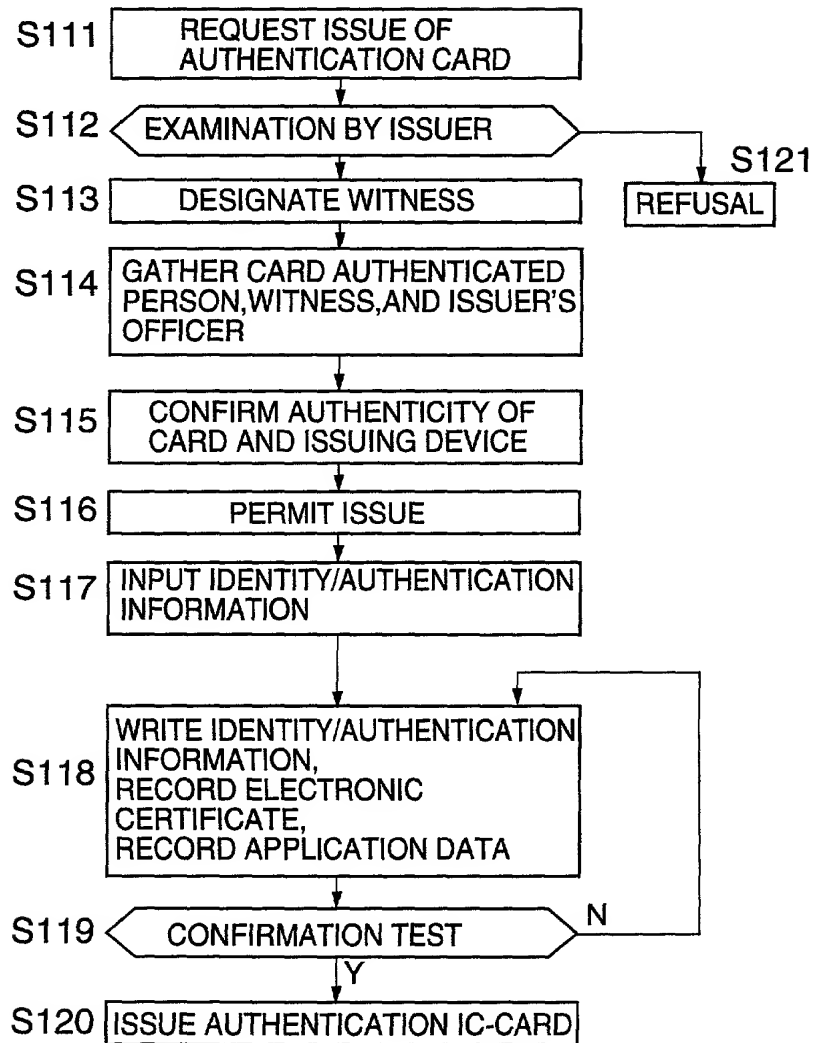 S111
REQUEST ISSUE OF
AUTHENTICATION CARD
S112
EXAMINATION BY ISSUER
S121
REFUSAL
S113
DESIGNATE WITNESS
S114
GATHER CARD AUTHENTICATED
PERSON,WITNESS,AND ISSUER'S
OFFICER
S115
CONFIRM AUTHENTICITY OF
CARD AND ISSUING DEVICE
S116
PERMIT ISSUE
S117
INPUT IDENTITY/AUTHENTICATION
INFORMATION
S118
WRITE IDENTITY/AUTHENTICATION
INFORMATION,
RECORD ELECTRONIC
CERTIFICATE,
RECORD APPLICATION DATA
S119
CONFIRMATION TEST
N
Y
S120
ISSUE AUTHENTICATION IC-CARD